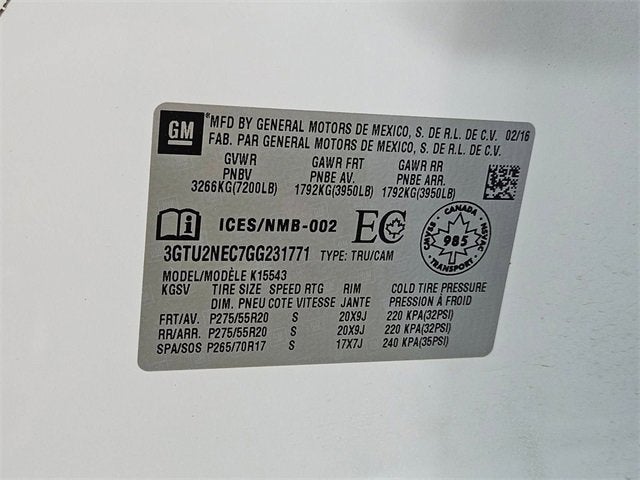 GM
*MFD BY GENERAL MOTORS DE MEXICO, S. DE R.L. DE C.V. 02/16
FAB. PAR GENERAL MOTORS DE MEXICO, S. DE R.L. DE C.V.
GVWR GAWR FRT GAWR RR
PNBV PNBE AV. PNBE ARR.
3266KG(7200LB) 1792KG(3950LB) 1792KG(3950LB)
i ICES/NMB-002 EC
CANADA
CMVSS 985 NSVAC
3GTU2NEC7GG231771 TYPE: TRU/CAM
MODEL/MODÈLE K15543
KGSV TIRE SIZE SPEED RTG RIM COLD TIRE PRESSURE
DIM. PNEU COTE VITESSE JANTE PRESSION À FROID
FRT/AV. P275/55R20 S 20X9J 220 KPA(32PSI)
RR/ARR. P275/55R20 S 20X9J 220 KPA(32PSI)
SPA/SOS P265/70R17 S 17X7J 240 KPA(35PSI)